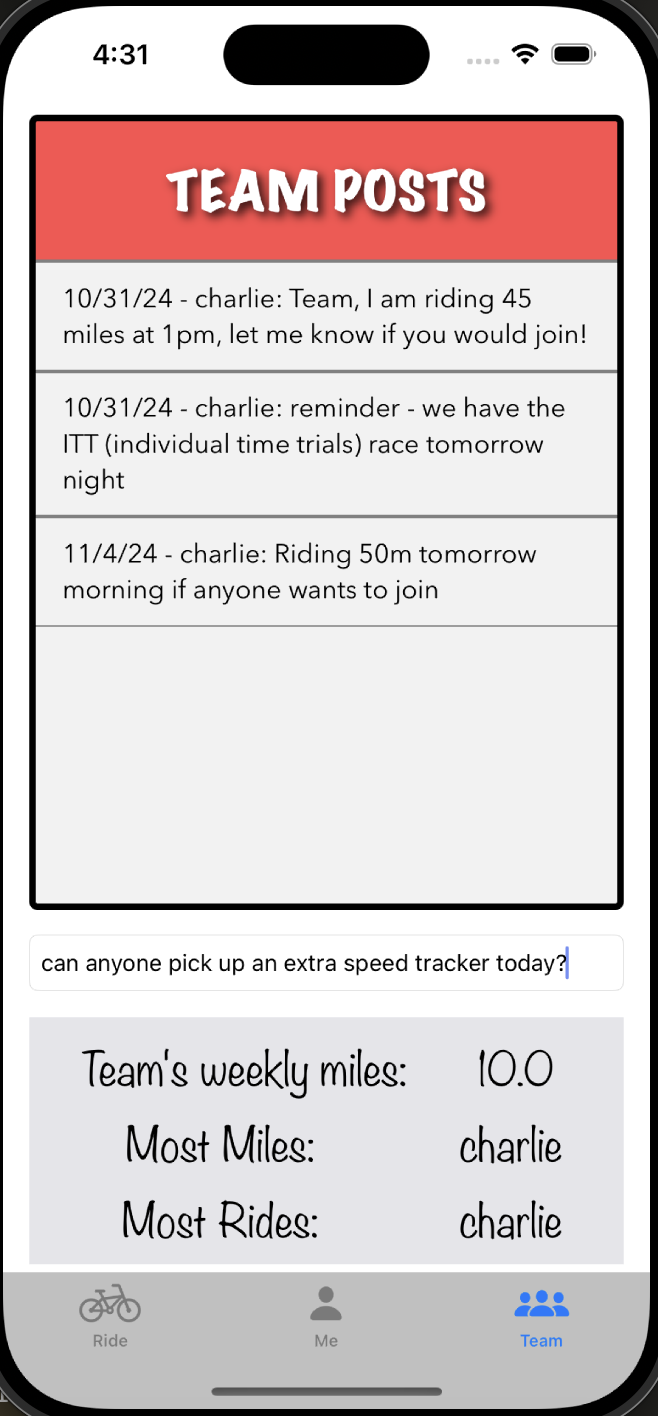 4:31
TEAM POSTS
10/31/24 - charlie: Team, I am riding 45
miles at 1pm, let me know if you would join!
10/31/24 - charlie: reminder - we have the
ITT (individual time trials) race tomorrow
night
11/4/24 - charlie: Riding 50m tomorrow
morning if anyone wants to join
can anyone pick up an extra speed tracker today?
Team's weekly miles: 10.0
Most Miles: charlie
Most Rides: charlie
Ride Me Team